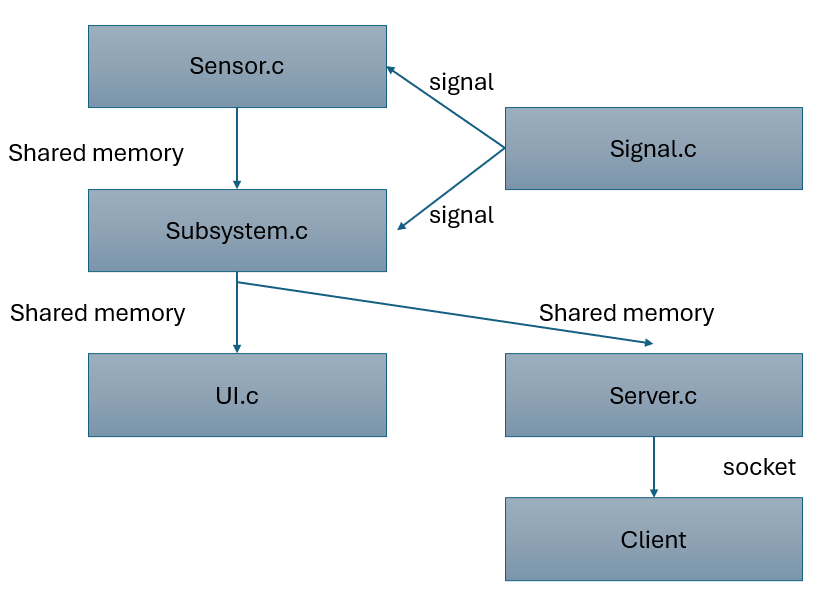 Sensor.c
signal
Signal.c
Shared memory
signal
Subsystem.c
Shared memory
Shared memory
UI.c
Server.c
socket
Client